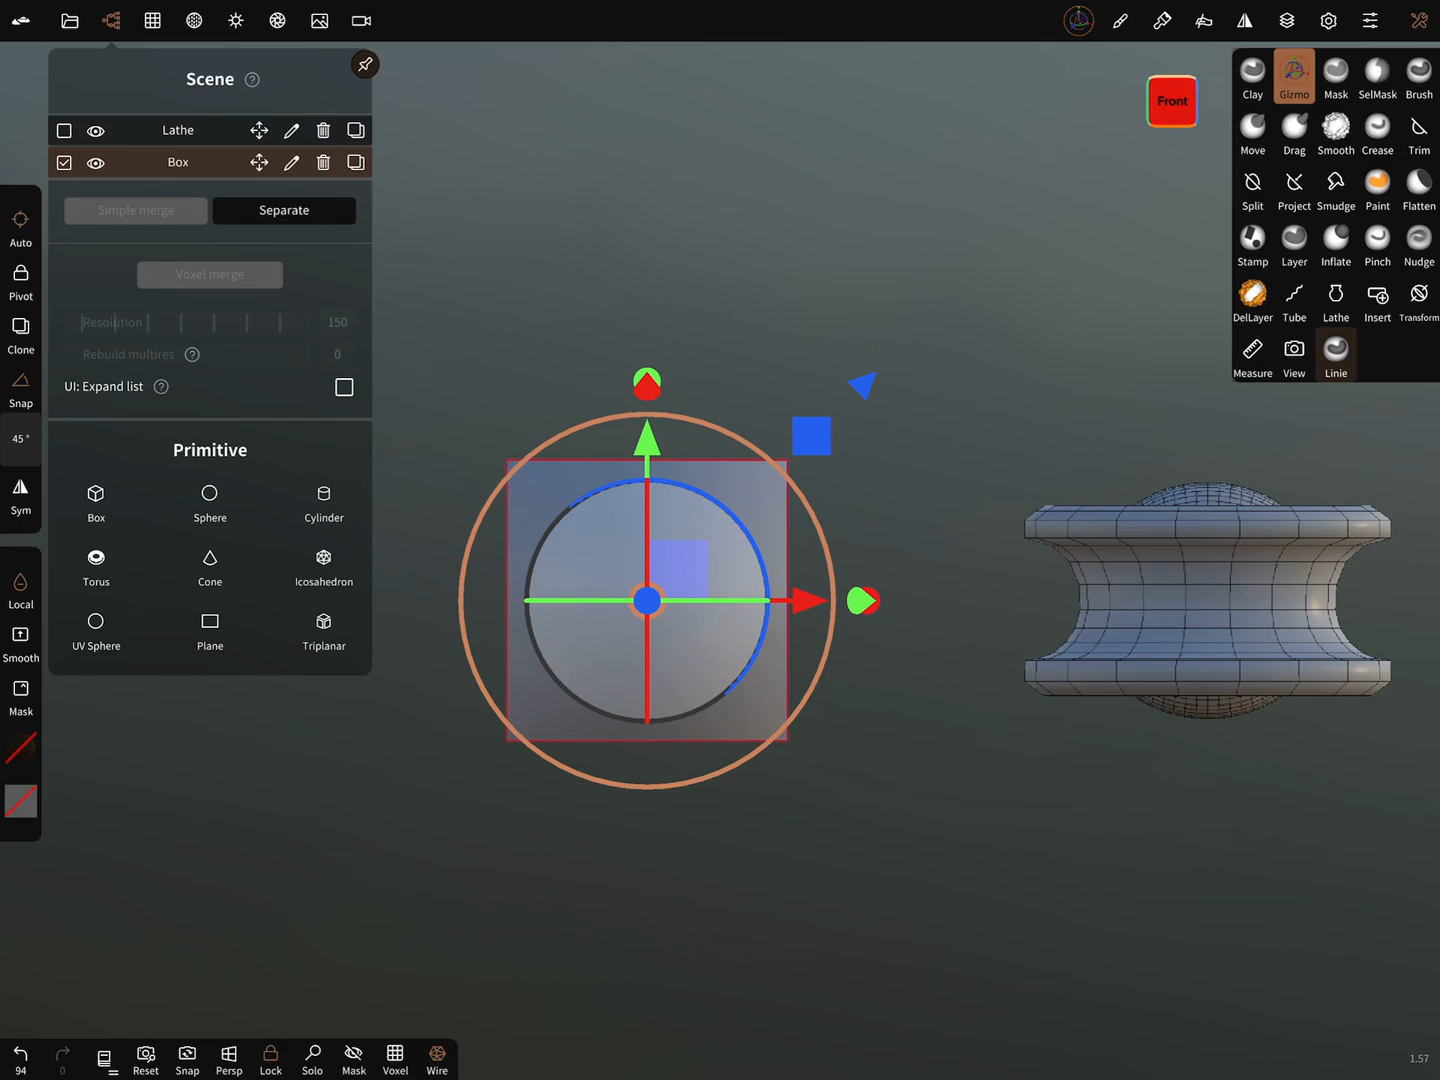 Scene ?
Lathe
Box
Simple merge
Separate
Voxel merge
Resolution 150
Rebuild multires ? 0
UI: Expand list ?
Primitive
Box
Sphere
Cylinder
Torus
Cone
Icosahedron
UV Sphere
Plane
Triplanar
Auto
Pivot
Clone
Snap
45 °
Sym
Local
Smooth
Mask
Front
Clay
Gizmo
Mask
SelMask
Brush
Move
Drag
Smooth
Crease
Trim
Split
Project
Smudge
Paint
Flatten
Stamp
Layer
Inflate
Pinch
Nudge
DelLayer
Tube
Lathe
Insert
Transform
Measure
View
Linie
94
0
Reset
Snap
Persp
Lock
Solo
Mask
Voxel
Wire
1.57